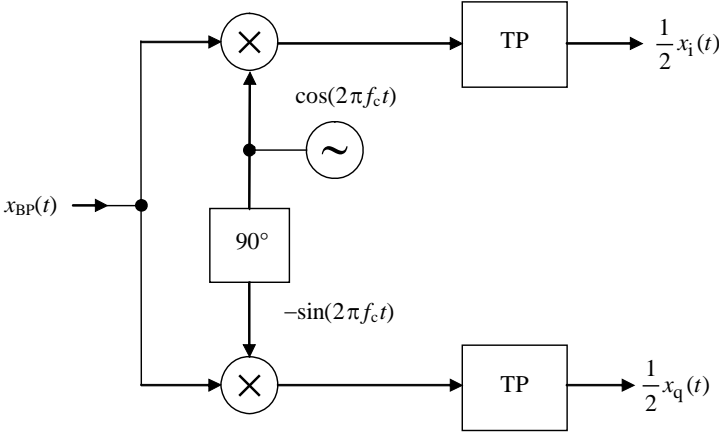 TP
1/2 x_i(t)
cos(2πf_c t)
~
x_BP(t)
90°
−sin(2πf_c t)
TP
1/2 x_q(t)